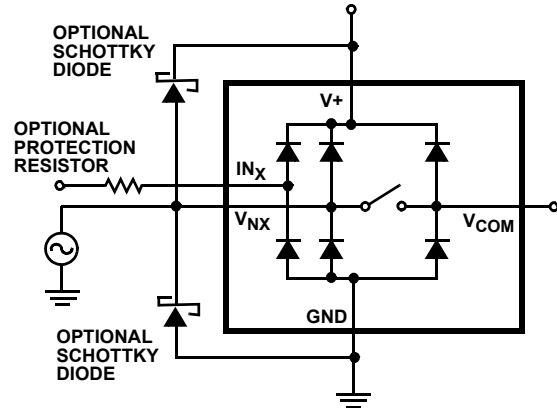 OPTIONAL
SCHOTTKY
DIODE
V+
OPTIONAL
PROTECTION
RESISTOR
INX
VNX
VCOM
GND
OPTIONAL
SCHOTTKY
DIODE